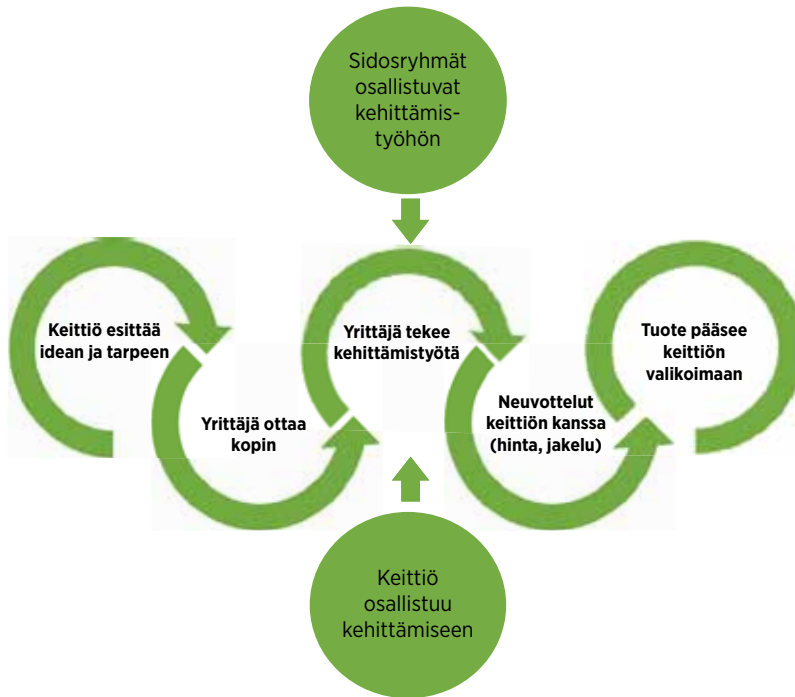 Sidosryhmät
osallistuvat
kehittämis-
työhön
Keittiö esittää
idean ja tarpeen
Yrittäjä ottaa
kopin
Yrittäjä tekee
kehittämistyötä
Neuvottelut
keittiön kanssa
(hinta, jakelu)
Tuote pääsee
keittiön
valikoimaan
Keittiö
osallistuu
kehittämiseen